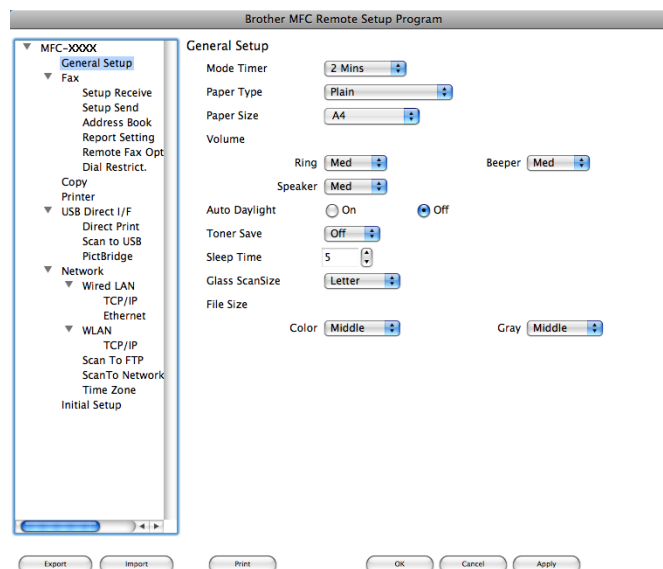 Brother MFC Remote Setup Program
MFC-XXXX
General Setup
Fax
Setup Receive
Setup Send
Address Book
Report Setting
Remote Fax Opt
Dial Restrict.
Copy
Printer
USB Direct I/F
Direct Print
Scan to USB
PictBridge
Network
Wired LAN
TCP/IP
Ethernet
WLAN
TCP/IP
Scan To FTP
ScanTo Network
Time Zone
Initial Setup
General Setup
Mode Timer 2 Mins
Paper Type Plain
Paper Size A4
Volume
Ring Med Beeper Med
Speaker Med
Auto Daylight On Off
Toner Save Off
Sleep Time 5
Glass ScanSize Letter
File Size
Color Middle Gray Middle
Export Import Print OK Cancel Apply